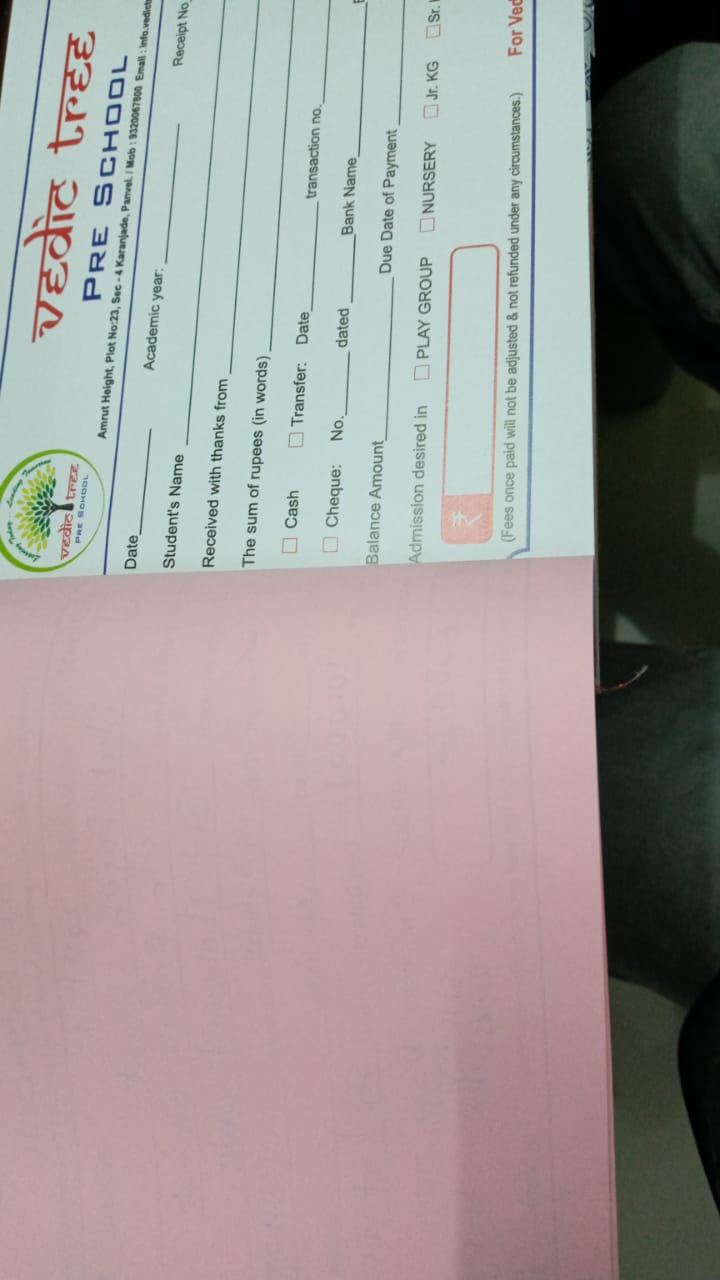 vedic tree
PRE SCHOOL
Learning Today - Leading Tomorrow
vedic tree
PRE SCHOOL
Amrut Height, Plot No:23, Sec - 4 Karanjade, Panvel. / Mob : 9320067800 Email : info.vedict
Date Academic year: Receipt No.
Student's Name
Received with thanks from
The sum of rupees (in words)
Cash Transfer: Date transaction no.
Cheque: No. dated Bank Name
Balance Amount Due Date of Payment
Admission desired in PLAY GROUP NURSERY Jr. KG Sr.
₹
(Fees once paid will not be adjusted & not refunded under any circumstances.) For Ved